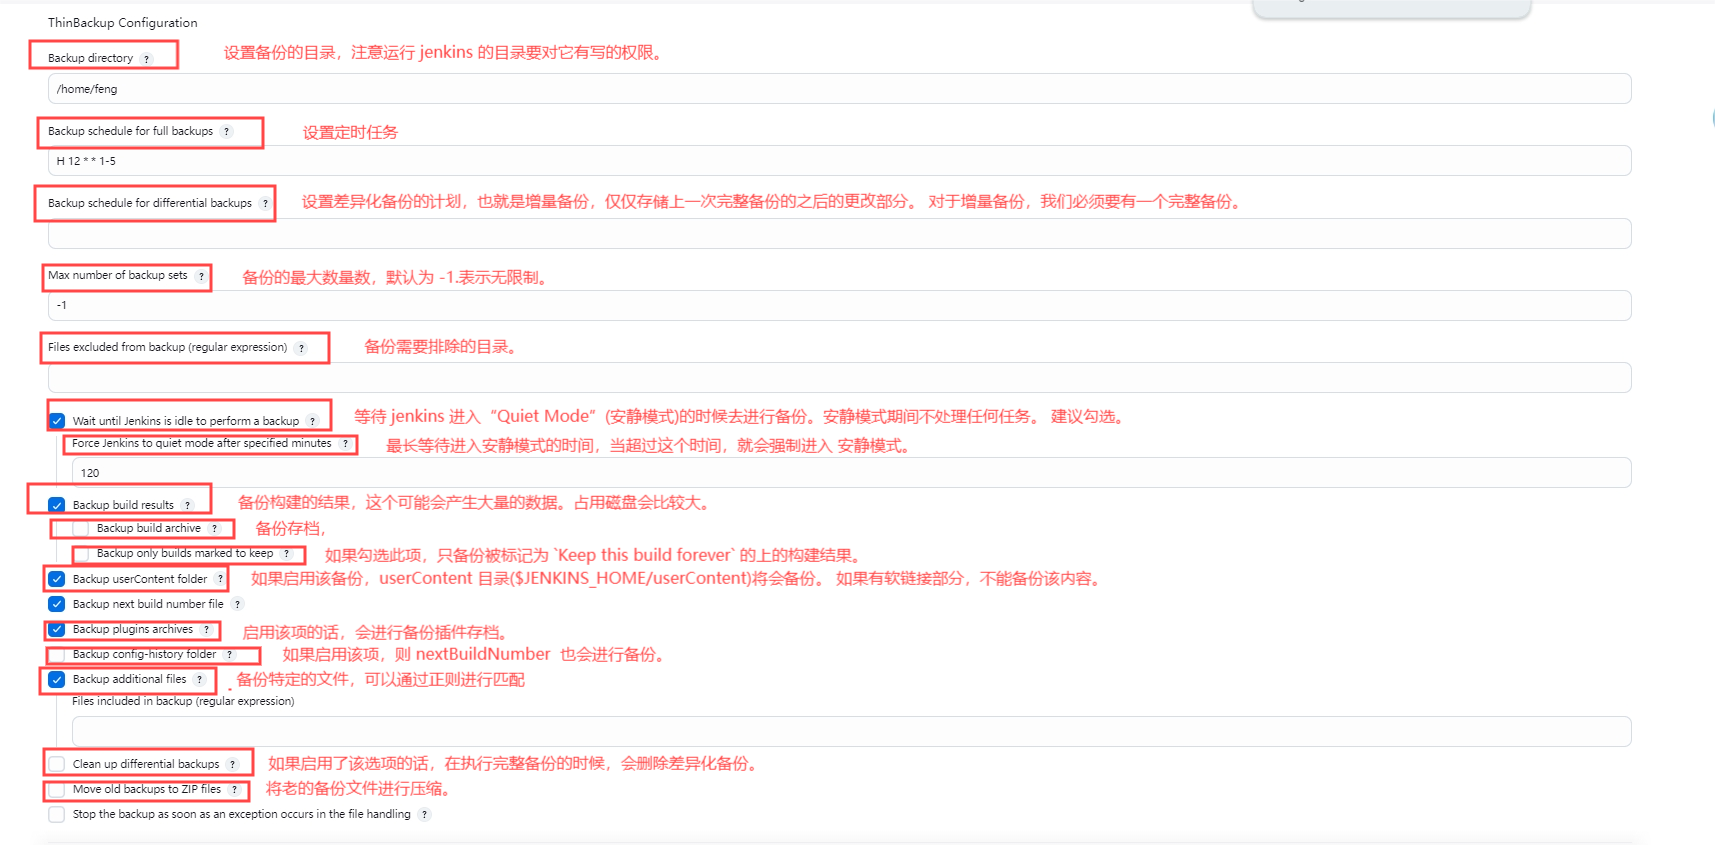 ThinBackup Configuration
Backup directory ? 设置备份的目录，注意运行 jenkins 的目录要对它有写的权限。
/home/feng
Backup schedule for full backups ? 设置定时任务
H 12 * * 1-5
Backup schedule for differential backups ? 设置差异化备份的计划，也就是增量备份，仅仅存储上一次完整备份的之后的更改部分。 对于增量备份，我们必须要有一个完整备份。
Max number of backup sets ? 备份的最大数量数，默认为 -1.表示无限制。
-1
Files excluded from backup (regular expression) ? 备份需要排除的目录。
Wait until Jenkins is idle to perform a backup ? 等待 jenkins 进入“Quiet Mode”(安静模式)的时候去进行备份。安静模式期间不处理任何任务。 建议勾选。
Force Jenkins to quiet mode after specified minutes ? 最长等待进入安静模式的时间，当超过这个时间，就会强制进入 安静模式。
120
Backup build results ? 备份构建的结果，这个可能会产生大量的数据。占用磁盘会比较大。
Backup build archive ? 备份存档，
Backup only builds marked to keep ? 如果勾选此项，只备份被标记为 `Keep this build forever` 的上的构建结果。
Backup userContent folder ? 如果启用该备份，userContent 目录($JENKINS_HOME/userContent)将会备份。 如果有软链接部分，不能备份该内容。
Backup next build number file ?
Backup plugins archives ? 启用该项的话，会进行备份插件存档。
Backup config-history folder ? 如果启用该项，则 nextBuildNumber 也会进行备份。
Backup additional files ? 备份特定的文件，可以通过正则进行匹配
Files included in backup (regular expression)
Clean up differential backups ? 如果启用了该选项的话，在执行完整备份的时候，会删除差异化备份。
Move old backups to ZIP files ? 将老的备份文件进行压缩。
Stop the backup as soon as an exception occurs in the file handling ?